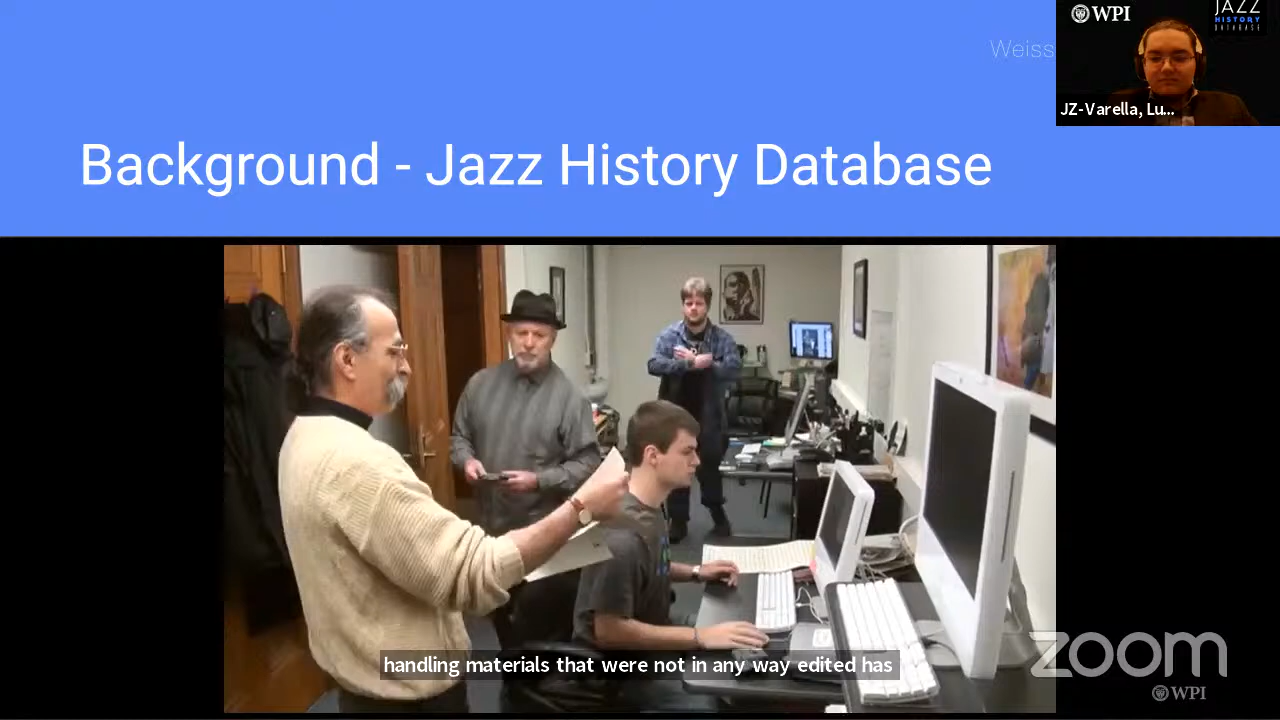 Weiss
WPI
JAZZ
HISTORY
DATABASE
JZ-Varella, Lu...
Background - Jazz History Database
handling materials that were not in any way edited has
zoom
WPI